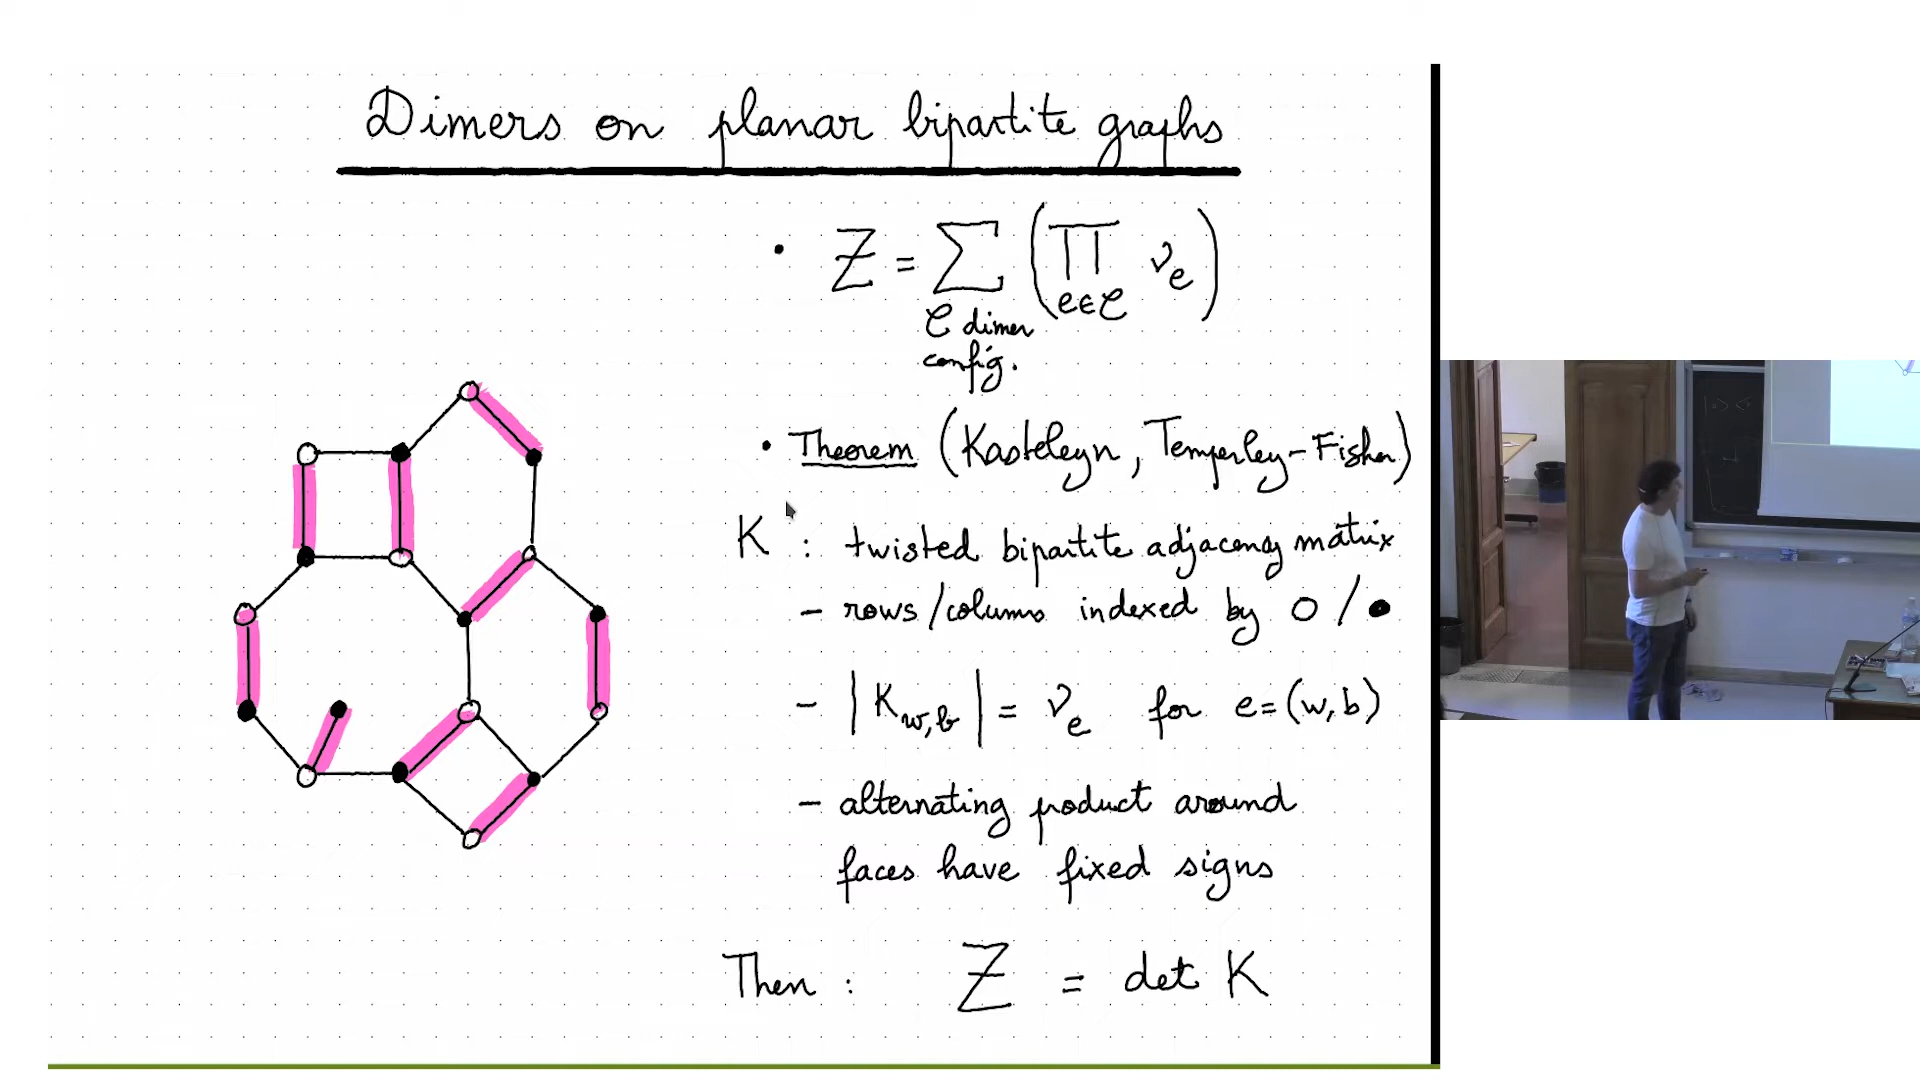 Dimers on planar bipartite graphs
• Z = ∑ ( ∏ ν_e )
e∈C
C dimer
config.
• Theorem (Kasteleyn, Temperley-Fisher)
K : twisted bipartite adjacency matrix
- rows/columns indexed by ○ / ●
- |K_{w,b}| = ν_e for e=(w,b)
- alternating product around
faces have fixed signs
Then : Z = det K